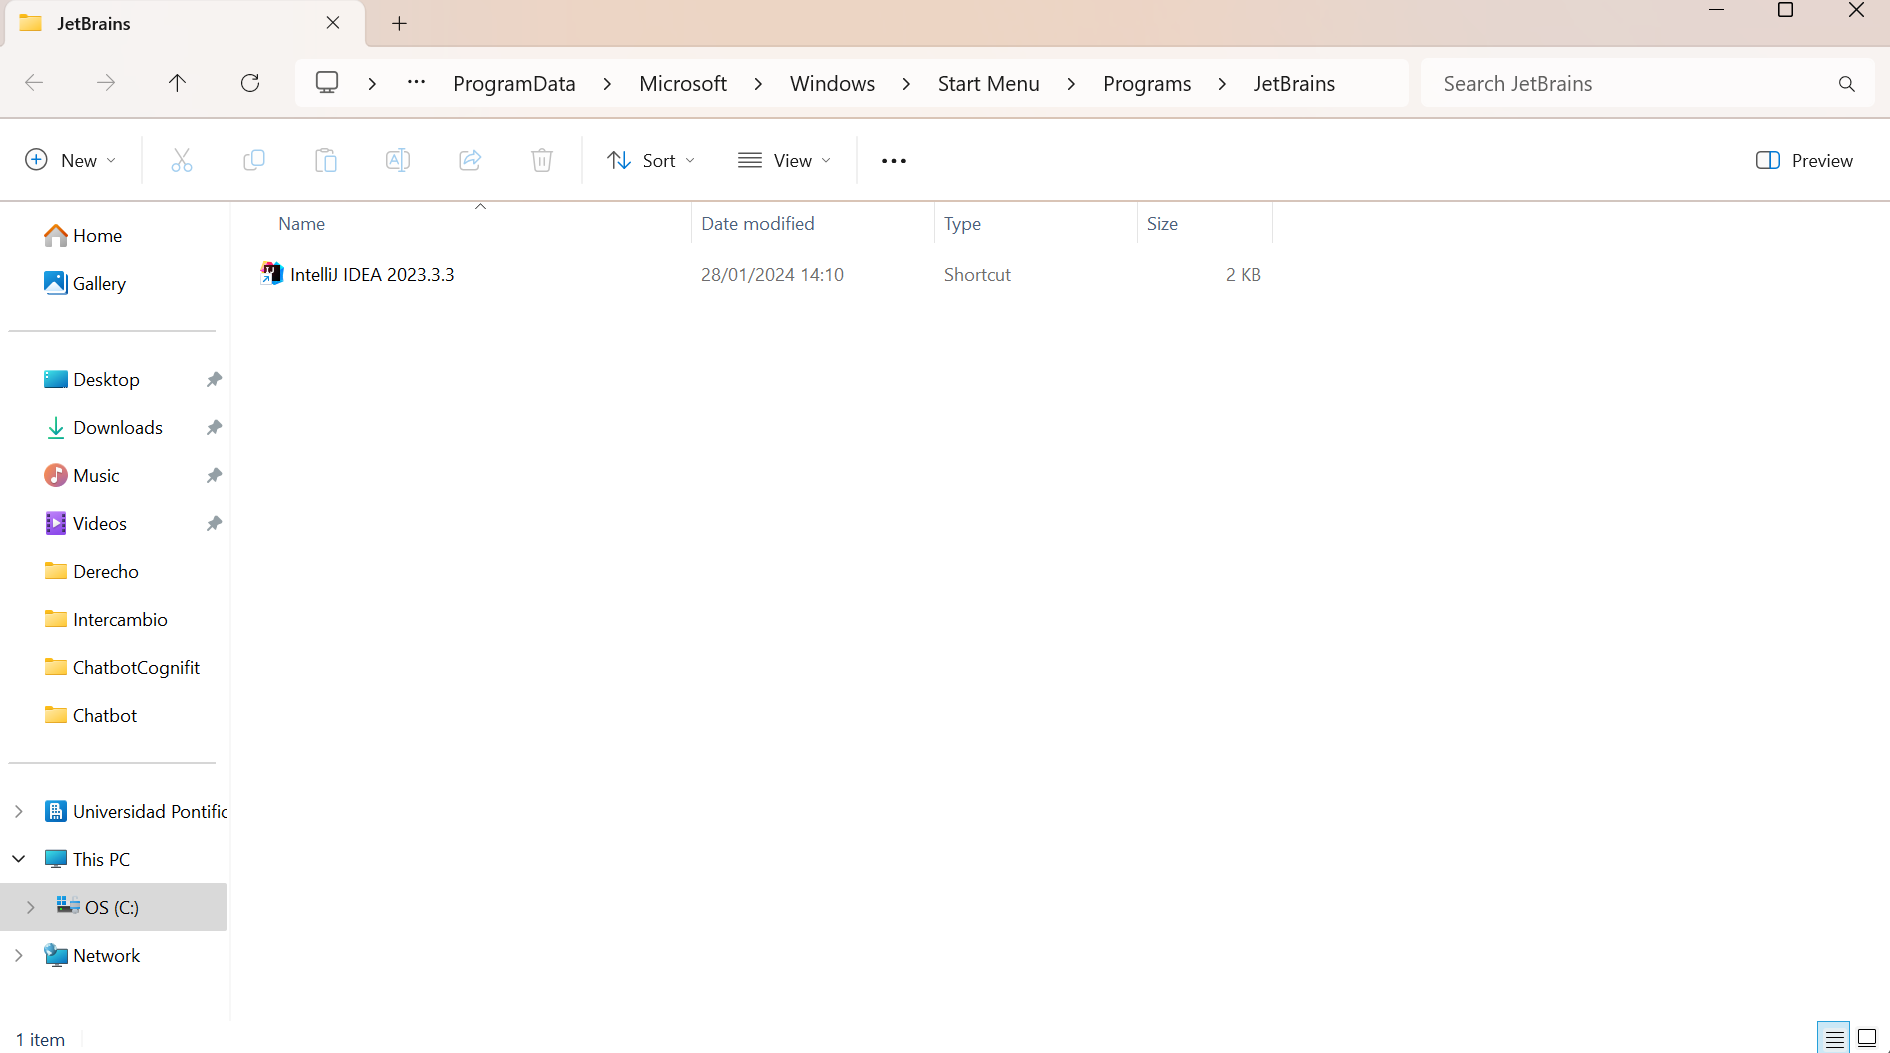 JetBrains
ProgramData Microsoft Windows Start Menu Programs JetBrains
Search JetBrains
New Sort View Preview
Name Date modified Type Size
IntelliJ IDEA 2023.3.3 28/01/2024 14:10 Shortcut 2 KB
Home
Gallery
Desktop
Downloads
Music
Videos
Derecho
Intercambio
ChatbotCognifit
Chatbot
Universidad Pontific
This PC
OS (C:)
Network
1 item